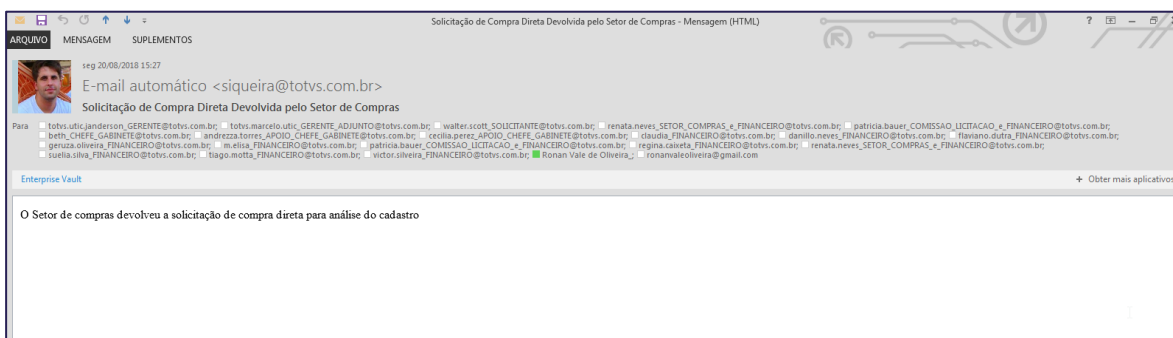 Solicitação de Compra Direta Devolvida pelo Setor de Compras - Mensagem (HTML)
ARQUIVO MENSAGEM SUPLEMENTOS
seg 20/08/2018 15:27
E-mail automático <siqueira@totvs.com.br>
Solicitação de Compra Direta Devolvida pelo Setor de Compras
Para totvs.utic.janderson_GERENTE@totvs.com.br; totvs.marcelo.utic_GERENTE_ADJUNTO@totvs.com.br; walter.scott_SOLICITANTE@totvs.com.br; renata.neves_SETOR_COMPRAS_e_FINANCEIRO@totvs.com.br; patricia.bauer_COMISSAO_LICITACAO_e_FINANCEIRO@totvs.com.br;
beth_CHEFE_GABINETE@totvs.com.br; andrezza.torres_APOIO_CHEFE_GABINETE@totvs.com.br; cecilia.perez_APOIO_CHEFE_GABINETE@totvs.com.br; claudia_FINANCEIRO@totvs.com.br; danillo.neves_FINANCEIRO@totvs.com.br; flaviano.dutra_FINANCEIRO@totvs.com.br;
geruza.oliveira_FINANCEIRO@totvs.com.br; m.elisa_FINANCEIRO@totvs.com.br; patricia.bauer_COMISSAO_LICITACAO_e_FINANCEIRO@totvs.com.br; regina.caixeta_FINANCEIRO@totvs.com.br; renata.neves_SETOR_COMPRAS_e_FINANCEIRO@totvs.com.br;
suelia.silva_FINANCEIRO@totvs.com.br; tiago.motta_FINANCEIRO@totvs.com.br; victor.silveira_FINANCEIRO@totvs.com.br; Ronan Vale de Oliveira_; ronanvaleoliveira@gmail.com
Enterprise Vault + Obter mais aplicativos
O Setor de compras devolveu a solicitação de compra direta para análise do cadastro